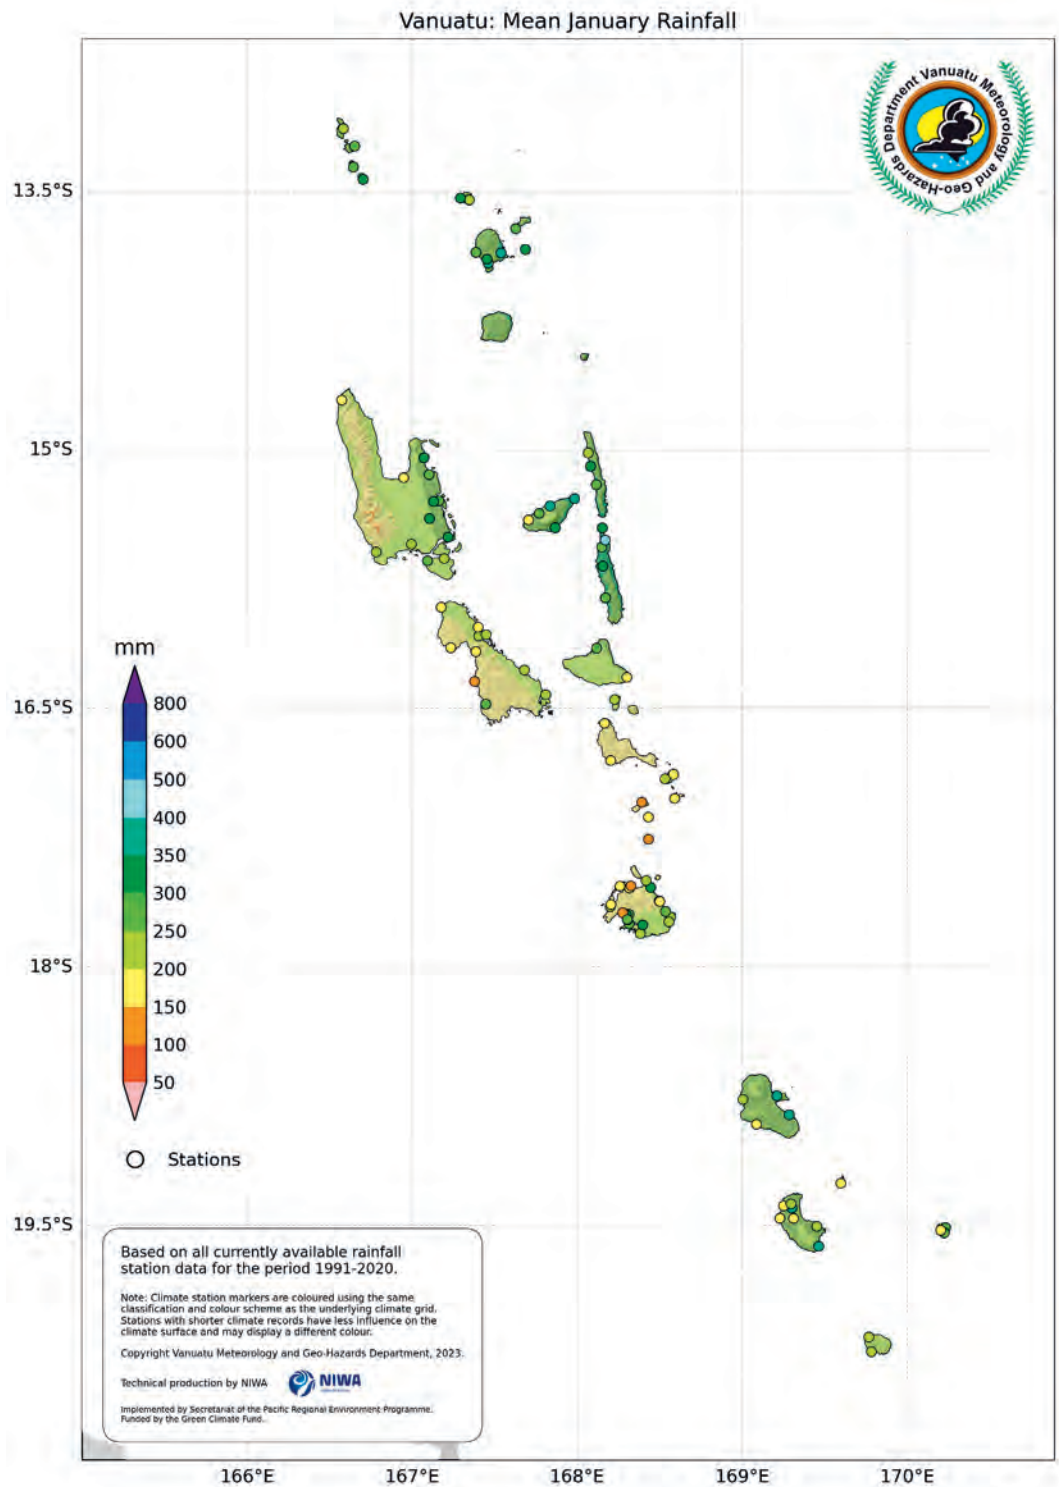 Vanuatu: Mean January Rainfall
Department Vanuatu Meteorology and Geo-Hazards
13.5°S
15°S
16.5°S
18°S
19.5°S
mm
800
600
500
400
350
300
250
200
150
100
50
Stations
Based on all currently available rainfall
station data for the period 1991-2020.
Note: Climate station markers are coloured using the same
classification and colour scheme as the underlying climate grid.
Stations with shorter climate records have less influence on the
climate surface and may display a different colour.
Copyright Vanuatu Meteorology and Geo-Hazards Department, 2023.
Technical production by NIWA
NIWA
Implemented by Secretariat of the Pacific Regional Environment Programme.
Funded by the Green Climate Fund.
166°E
167°E
168°E
169°E
170°E